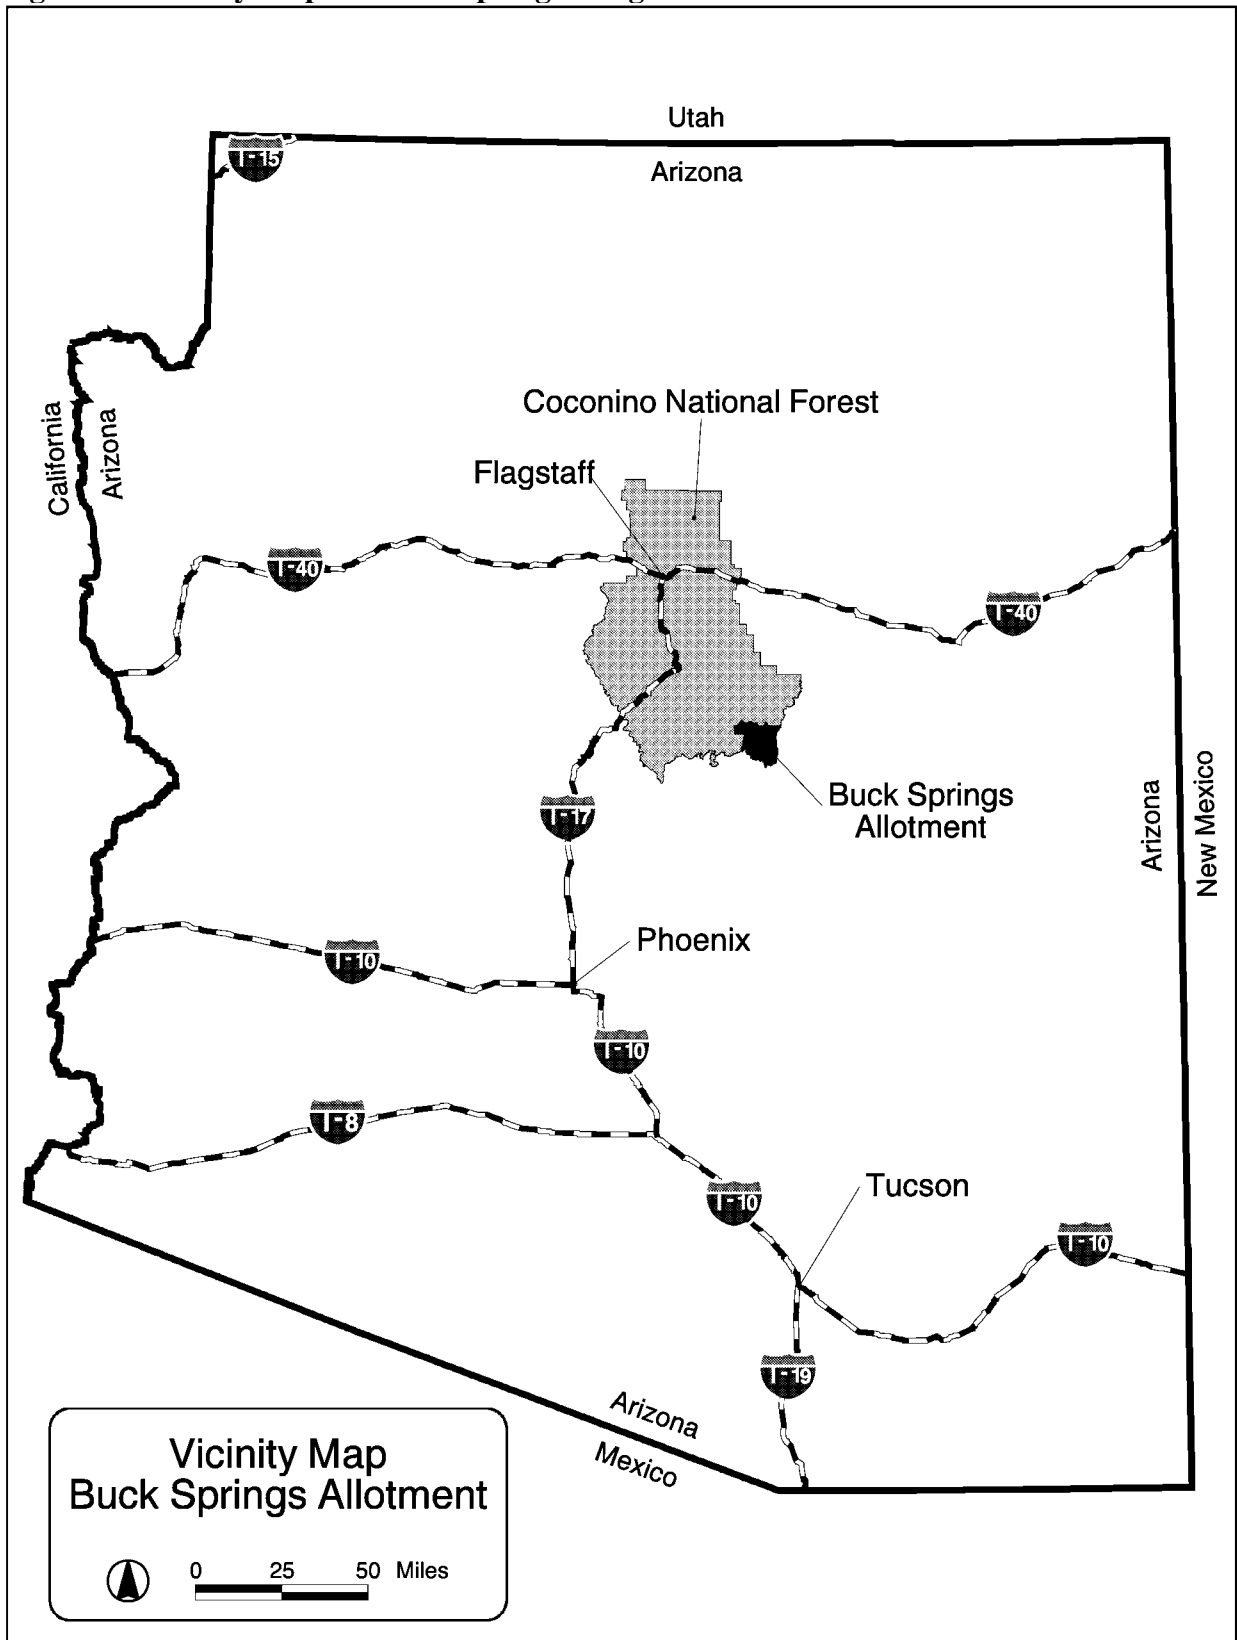 Utah
I-15
Arizona
Coconino National Forest
California
Arizona
Flagstaff
I-40
I-40
Buck Springs
Allotment
I-17
Arizona
New Mexico
Phoenix
I-10
I-10
I-8
Tucson
I-10
I-10
I-19
Arizona
Mexico
Vicinity Map
Buck Springs Allotment
0 25 50 Miles